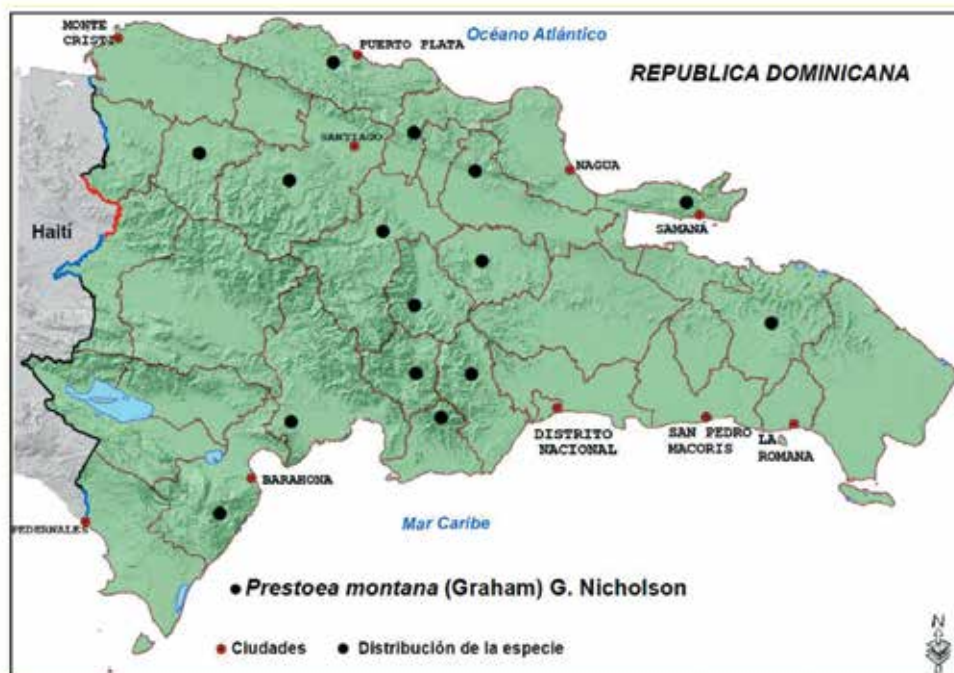 MONTE
CRISTI
PUERTO PLATA
Océano Atlántico
REPUBLICA DOMINICANA
SANTIAGO
NAGUA
Haití
SAMANÁ
DISTRITO
NACIONAL
SAN PEDRO
MACORIS
LA
ROMANA
BARAHONA
PEDERNALES
Mar Caribe
Prestoea montana (Graham) G. Nicholson
Ciudades
Distribución de la especie
N